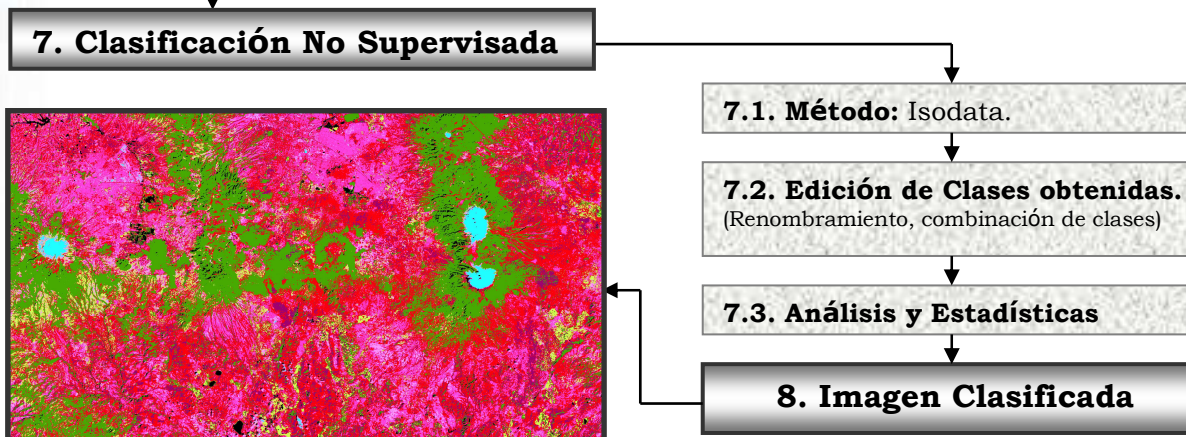 7. Clasificación No Supervisada
7.1. Método: Isodata.
7.2. Edición de Clases obtenidas.
(Renombramiento, combinación de clases)
7.3. Análisis y Estadísticas
8. Imagen Clasificada